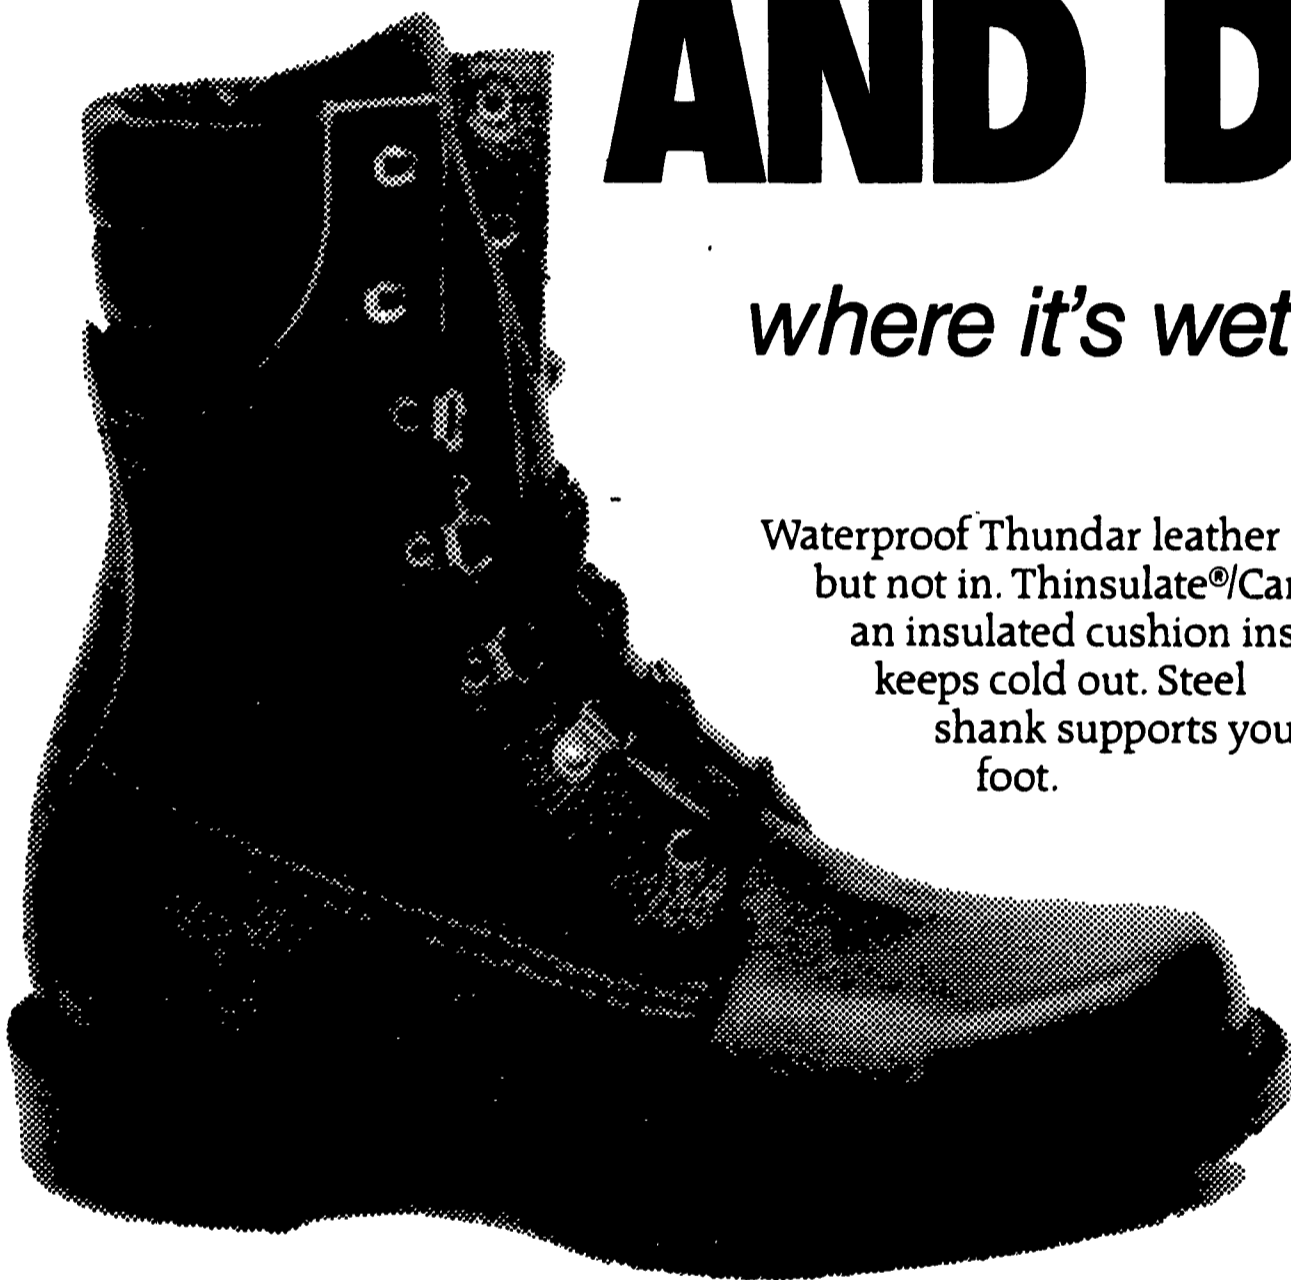 AND D
where it's wet
Waterproof Thundar leather
but not in. Thinsulate®/Car
an insulated cushion ins
keeps cold out. Steel
shank supports you
foot.